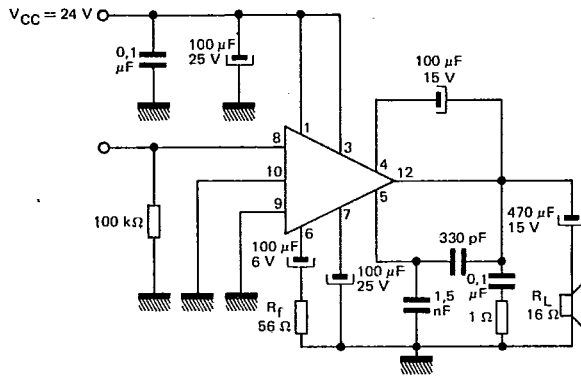 V_CC = 24 V
0,1
µF
100 µF
25 V
100 µF
15 V
1
3
8
4
10
12
9
5
6
7
100 kΩ
100 µF
6 V
100 µF
25 V
330 pF
470 µF
15 V
0,1
µF
1,5
nF
R_f
56 Ω
1 Ω
R_L
16 Ω